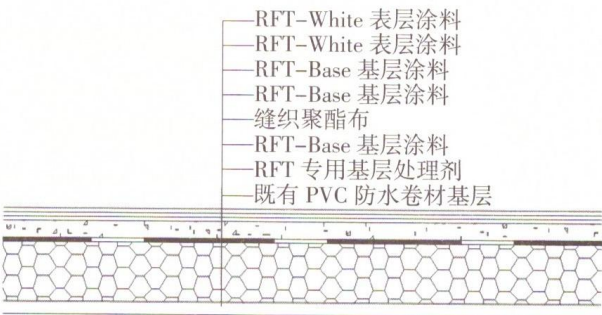 RFT-White 表层涂料
RFT-White 表层涂料
RFT-Base 基层涂料
RFT-Base 基层涂料
缝织聚酯布
RFT-Base 基层涂料
RFT 专用基层处理剂
既有 PVC 防水卷材基层